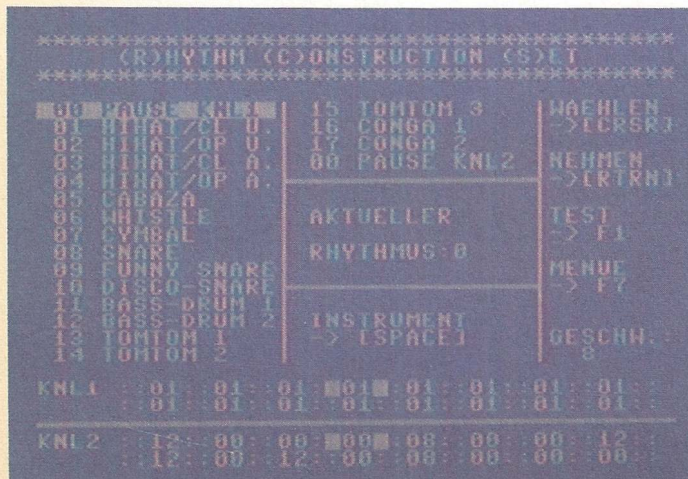 ************************************
(R)HYTHM (C)ONSTRUCTION (S)ET
************************************
00 PAUSE KNL1
01 HIHAT/CL U.
02 HIHAT/OP U.
03 HIHAT/CL A.
04 HIHAT/OP A.
05 CABAZA
06 WHISTLE
07 CYMBAL
08 SNARE
09 FUNNY SNARE
10 DISCO-SNARE
11 BASS-DRUM 1
12 BASS-DRUM 2
13 TOMTOM 1
14 TOMTOM 2
15 TOMTOM 3
16 CONGA 1
17 CONGA 2
00 PAUSE KNL2
AKTUELLER
RHYTHMUS:0
INSTRUMENT
-> [SPACE]
WAEHLEN
->[CRSR]
NEHMEN
->[RTRN]
TEST
-> F1
MENUE
-> F7
GESCHW.:
8
KNL1 ::01::01::01:■01■:01::01::01::01::
::01::01::01::01::01::01::01::01::
KNL2 ::12::00::00:■00■:08::00::00::12::
::12::00::12::00::08::00::00::00::